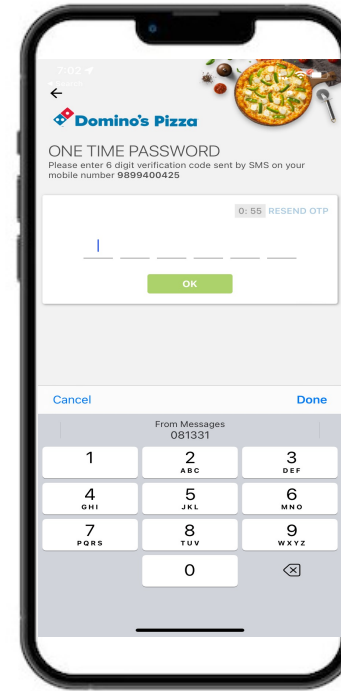 7:02
Domino's Pizza
ONE TIME PASSWORD
Please enter 6 digit verification code sent by SMS on your
mobile number 9899400425
0: 55 RESEND OTP
OK
Cancel Done
From Messages
081331
1 2 3
ABC DEF
4 5 6
GHI JKL MNO
7 8 9
PQRS TUV WXYZ
0